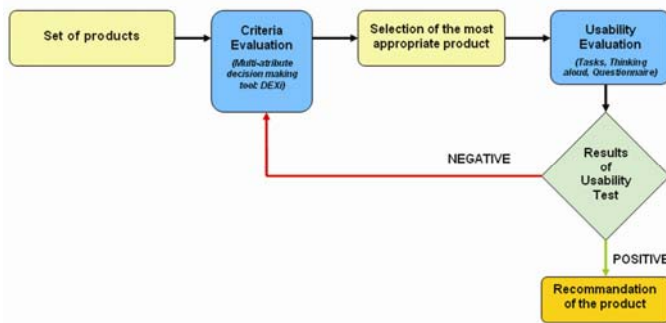 Set of products
Criteria
Evaluation
(Multi-atribute
decision making
tool: DEXi)
Selection of the most
appropriate product
Usability
Evaluation
(Tasks, Thinking
aloud, Questionnaire)
NEGATIVE
Results
of
Usability
Test
POSITIVE
Recommandation
of the product